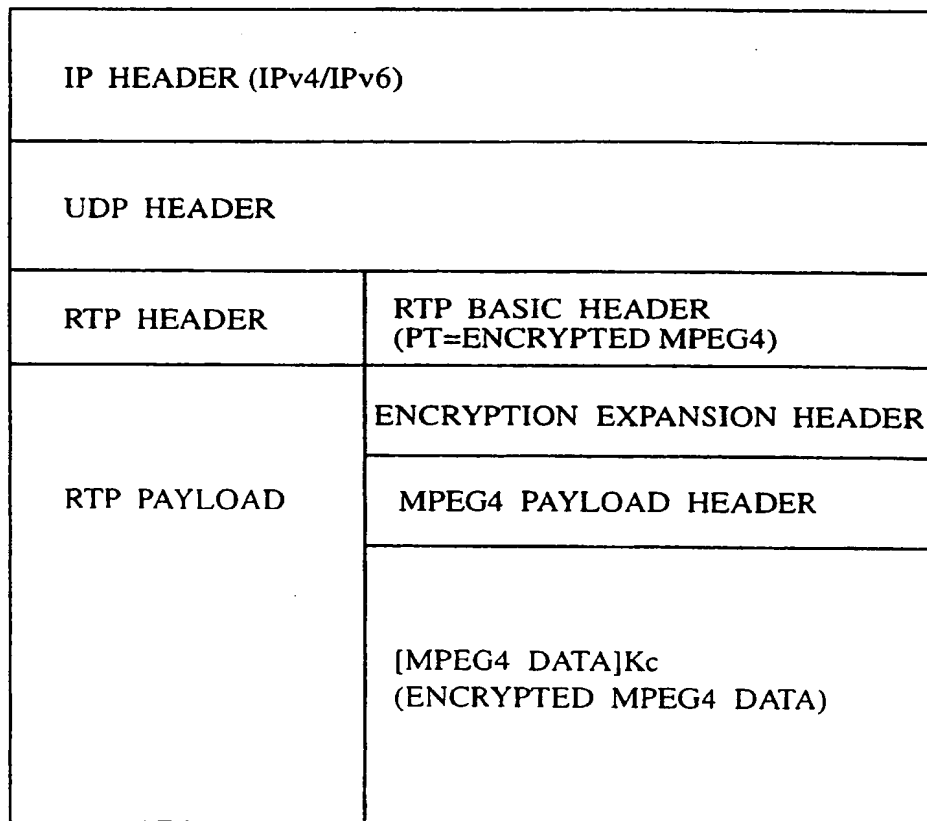 IP HEADER (IPv4/IPv6)
UDP HEADER
RTP HEADER
RTP BASIC HEADER
(PT=ENCRYPTED MPEG4)
RTP PAYLOAD
ENCRYPTION EXPANSION HEADER
MPEG4 PAYLOAD HEADER
[MPEG4 DATA]Kc
(ENCRYPTED MPEG4 DATA)